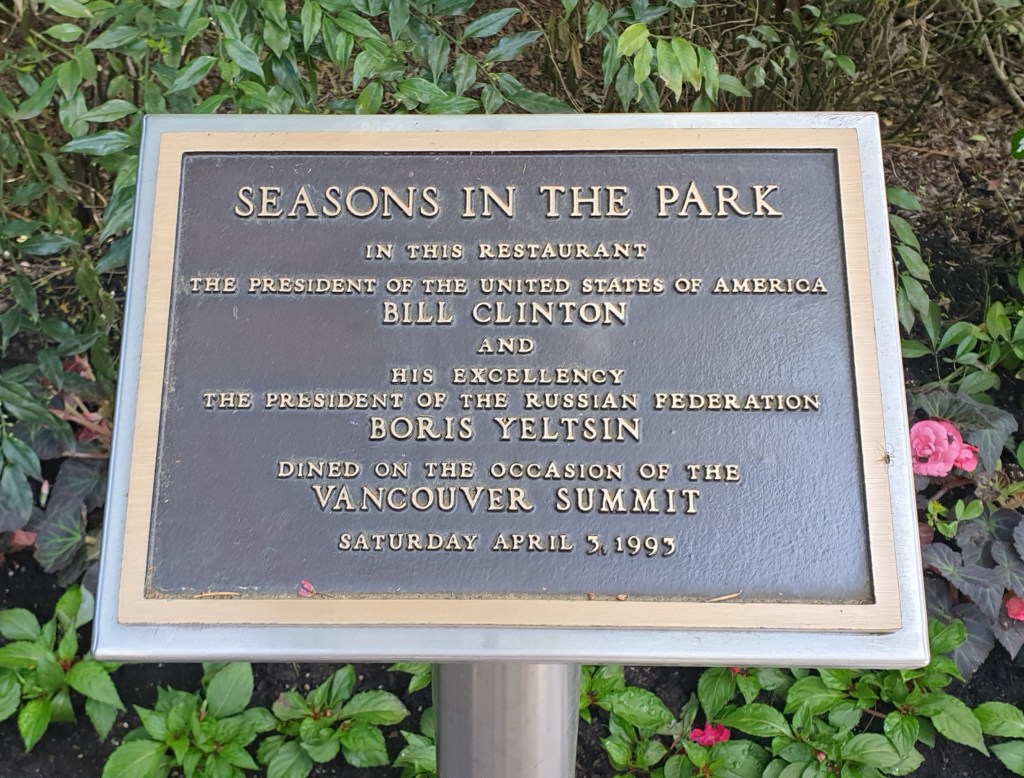 SEASONS IN THE PARK
IN THIS RESTAURANT
THE PRESIDENT OF THE UNITED STATES OF AMERICA
BILL CLINTON
AND
HIS EXCELLENCY
THE PRESIDENT OF THE RUSSIAN FEDERATION
BORIS YELTSIN
DINED ON THE OCCASION OF THE
VANCOUVER SUMMIT
SATURDAY APRIL 3, 1993